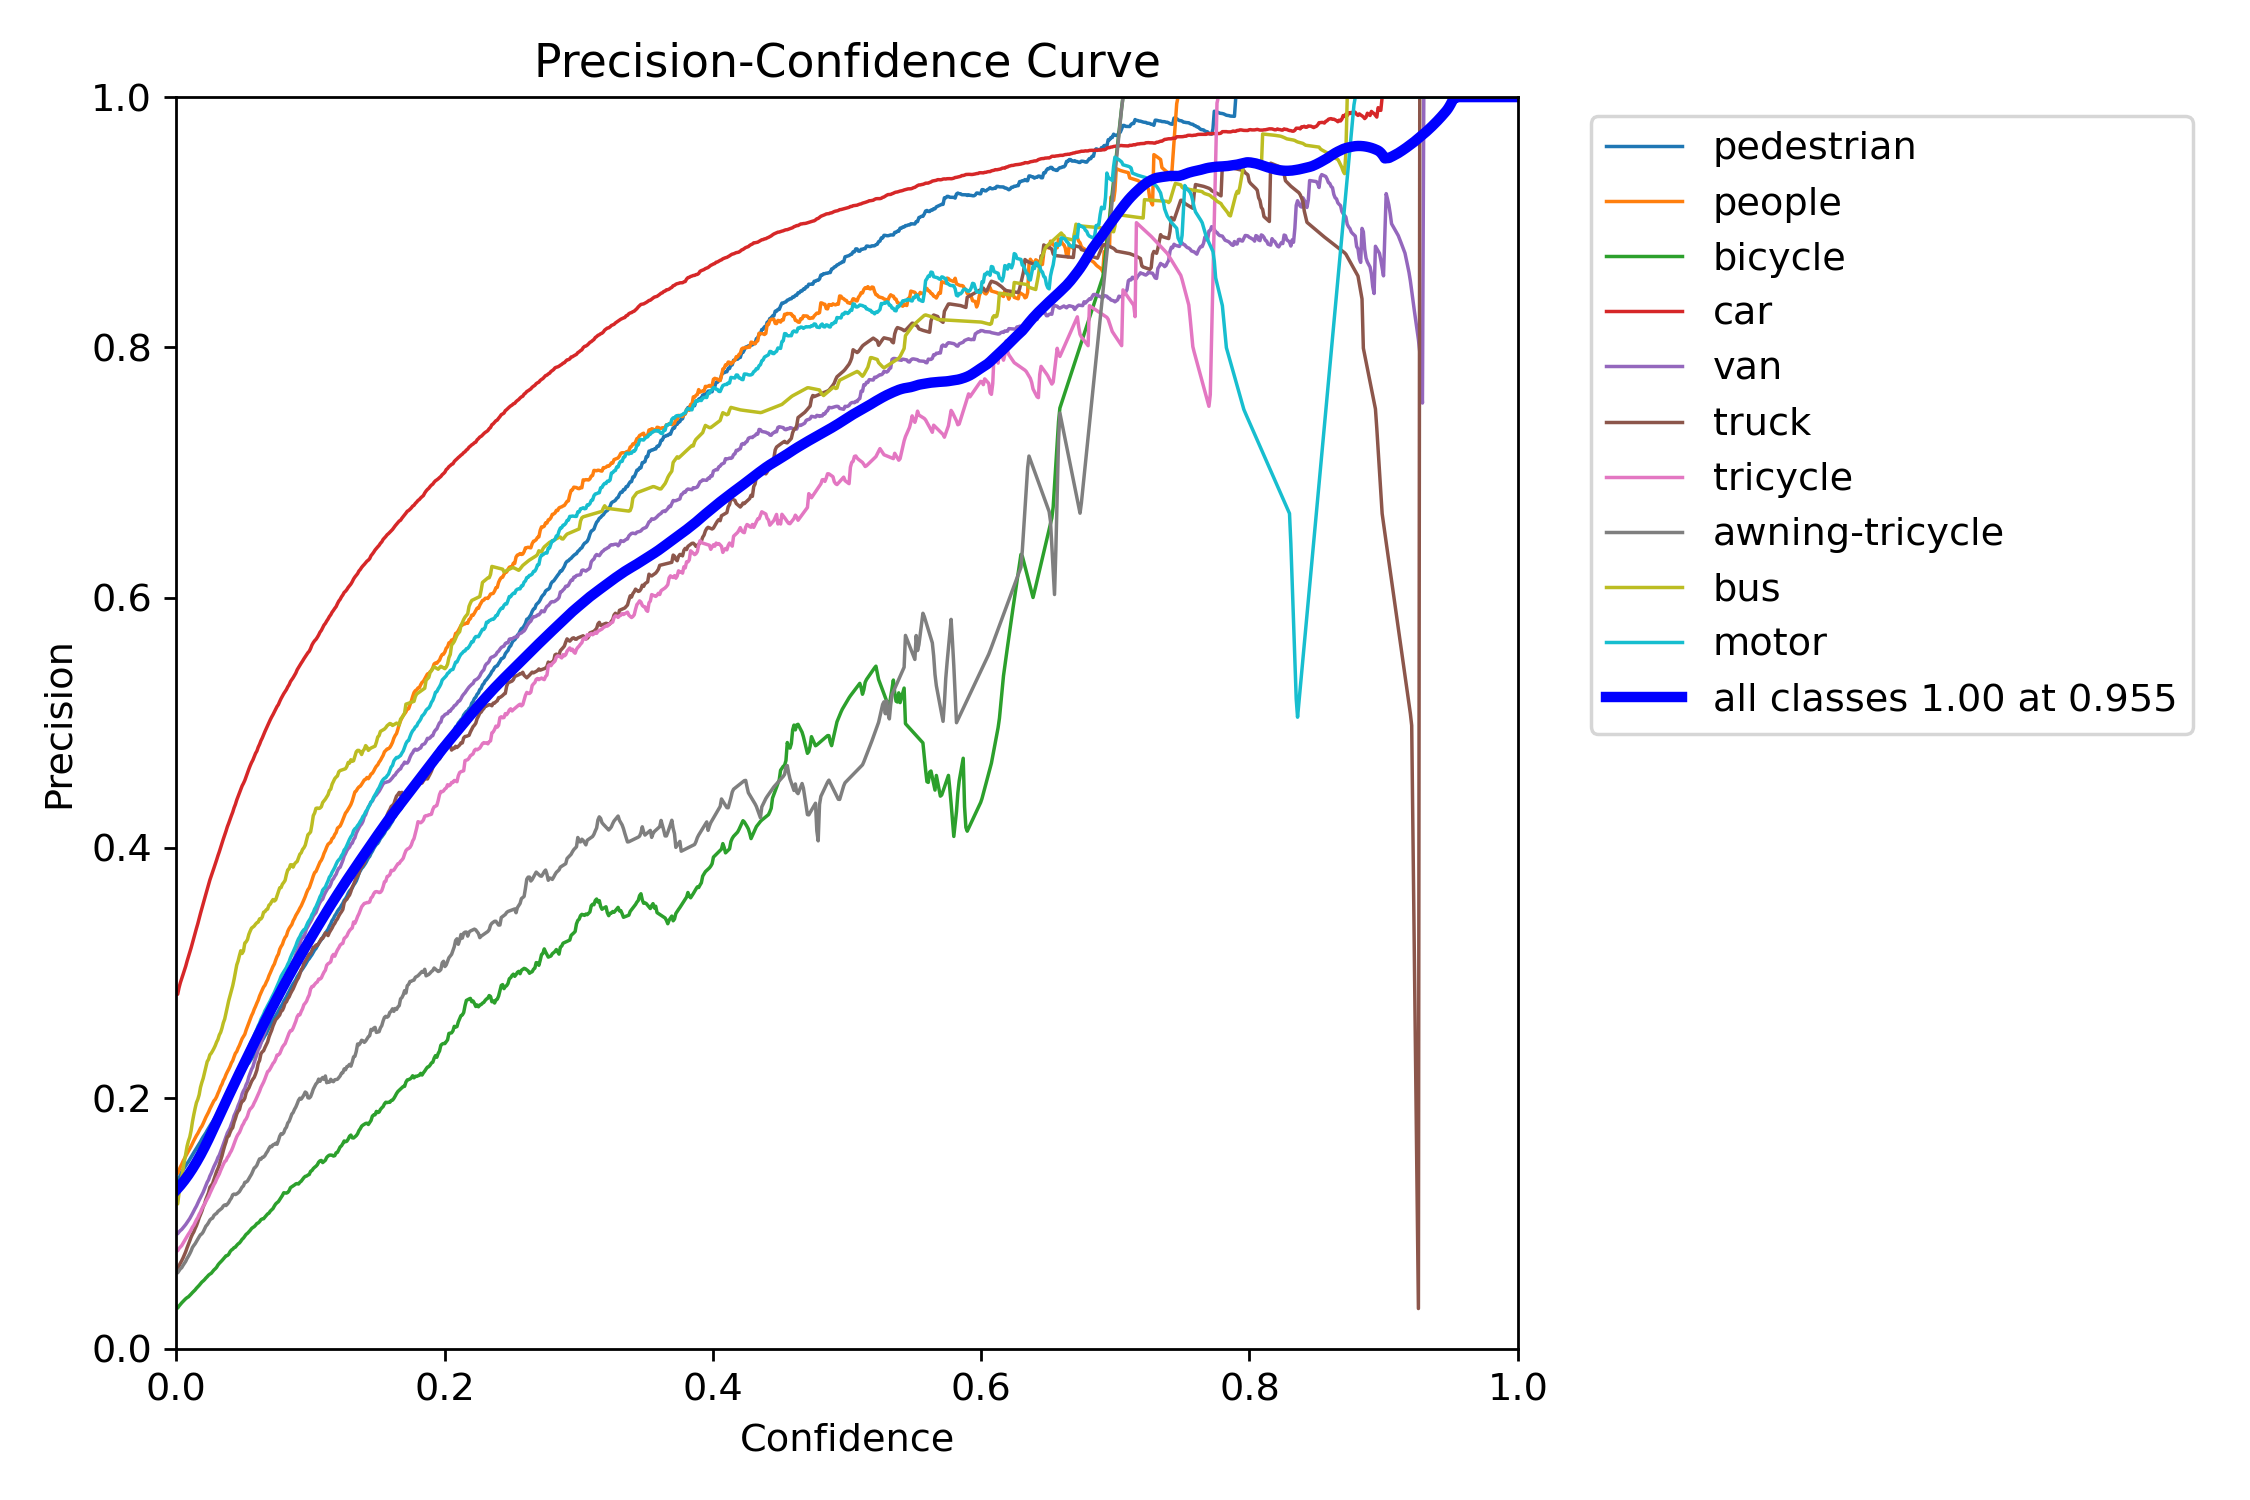 Precision-Confidence Curve
1.0
0.8
0.6
0.4
0.2
0.0
Precision
0.0 0.2 0.4 0.6 0.8 1.0
Confidence
pedestrian
people
bicycle
car
van
truck
tricycle
awning-tricycle
bus
motor
all classes 1.00 at 0.955